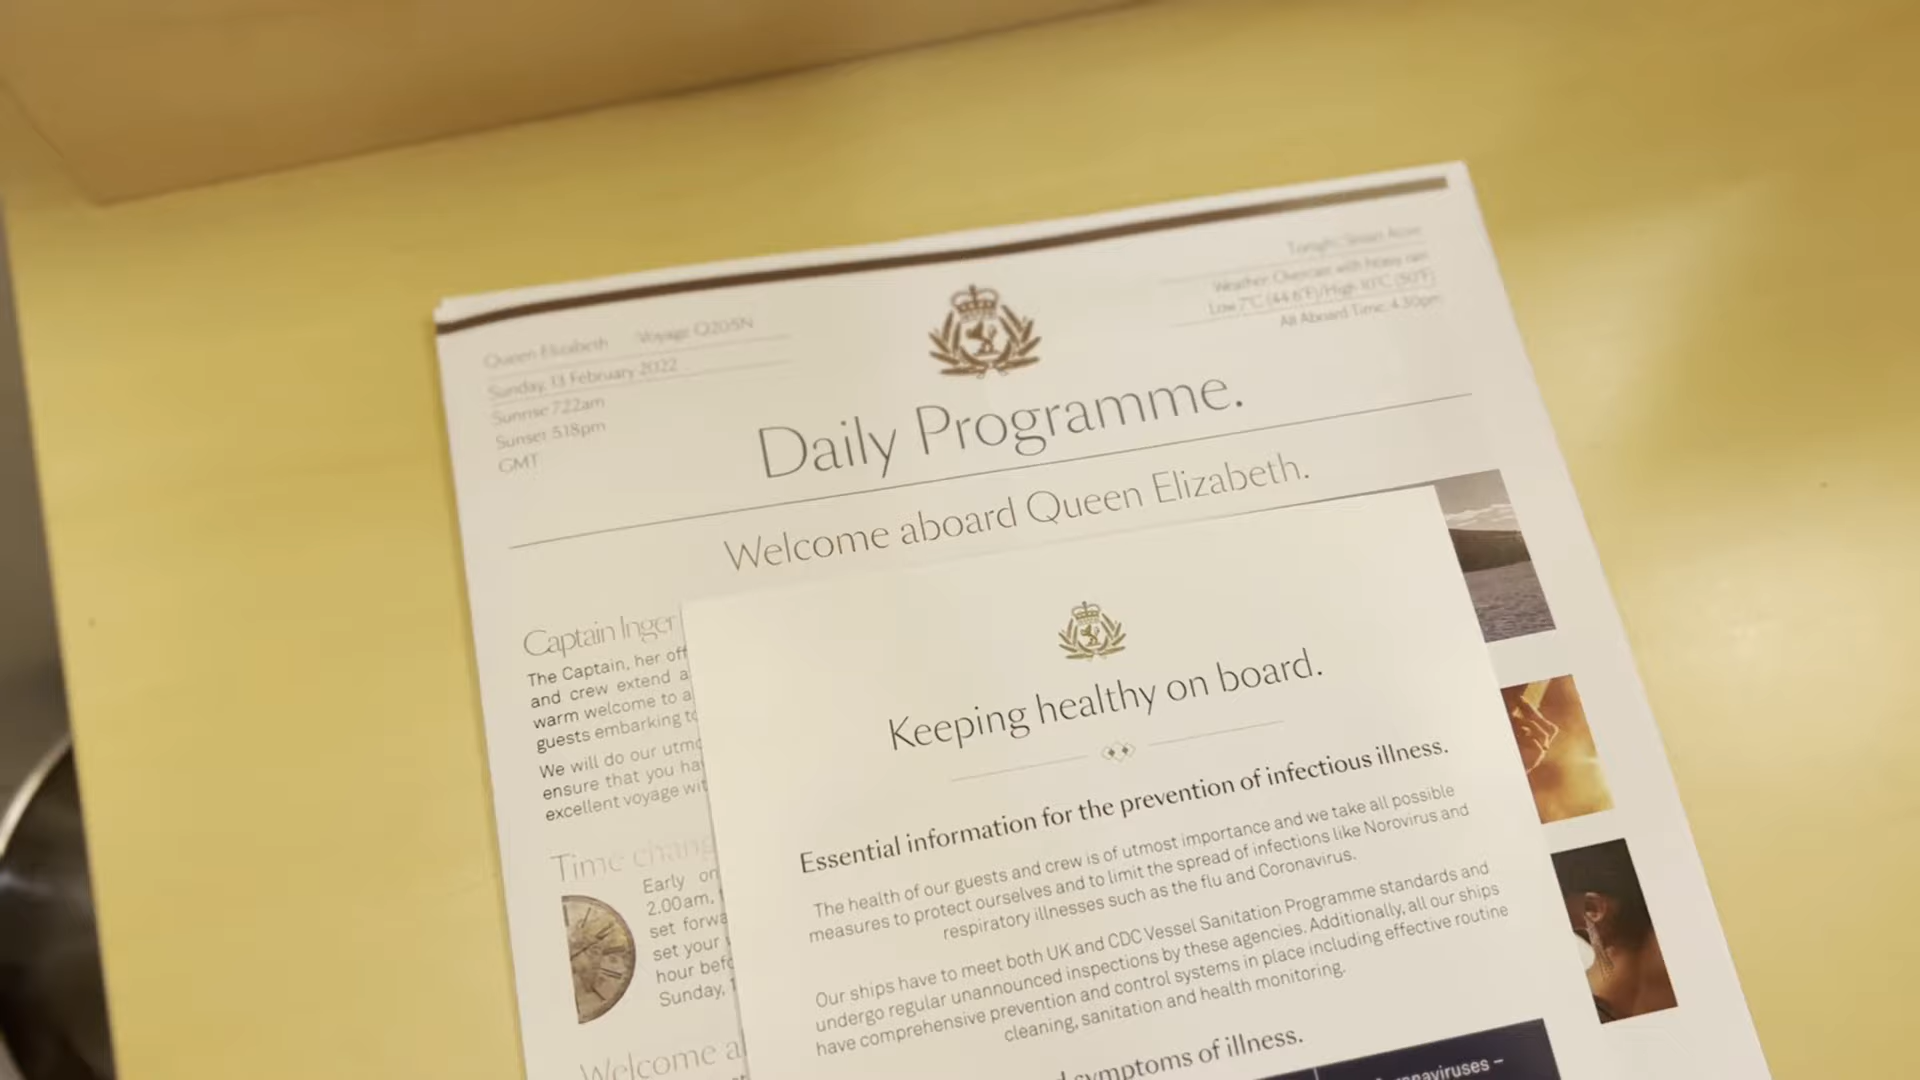 Queen Elizabeth Voyage Q205N
Sunday, 13 February 2022
Sunrise 7.22am
Sunset 5.18pm
GMT
Tonight: Smart Attire
Weather: Overcast with heavy rain
Low 7°C (44.6°F)/High 10°C (50°F)
All Aboard Time: 4.30pm
Daily Programme.
Welcome aboard Queen Elizabeth.
Captain Inger
The Captain, her off
and crew extend a
warm welcome to a
guests embarking to
We will do our utmo
ensure that you ha
excellent voyage wit
Time chang
Early on
2.00am,
set forwa
set your
hour befo
Sunday, 1
Welcome a
Keeping healthy on board.
Essential information for the prevention of infectious illness.
The health of our guests and crew is of utmost importance and we take all possible
measures to protect ourselves and to limit the spread of infections like Norovirus and
respiratory illnesses such as the flu and Coronavirus.
Our ships have to meet both UK and CDC Vessel Sanitation Programme standards and
undergo regular unannounced inspections by these agencies. Additionally, all our ships
have comprehensive prevention and control systems in place including effective routine
cleaning, sanitation and health monitoring.
d symptoms of illness.
onaviruses –